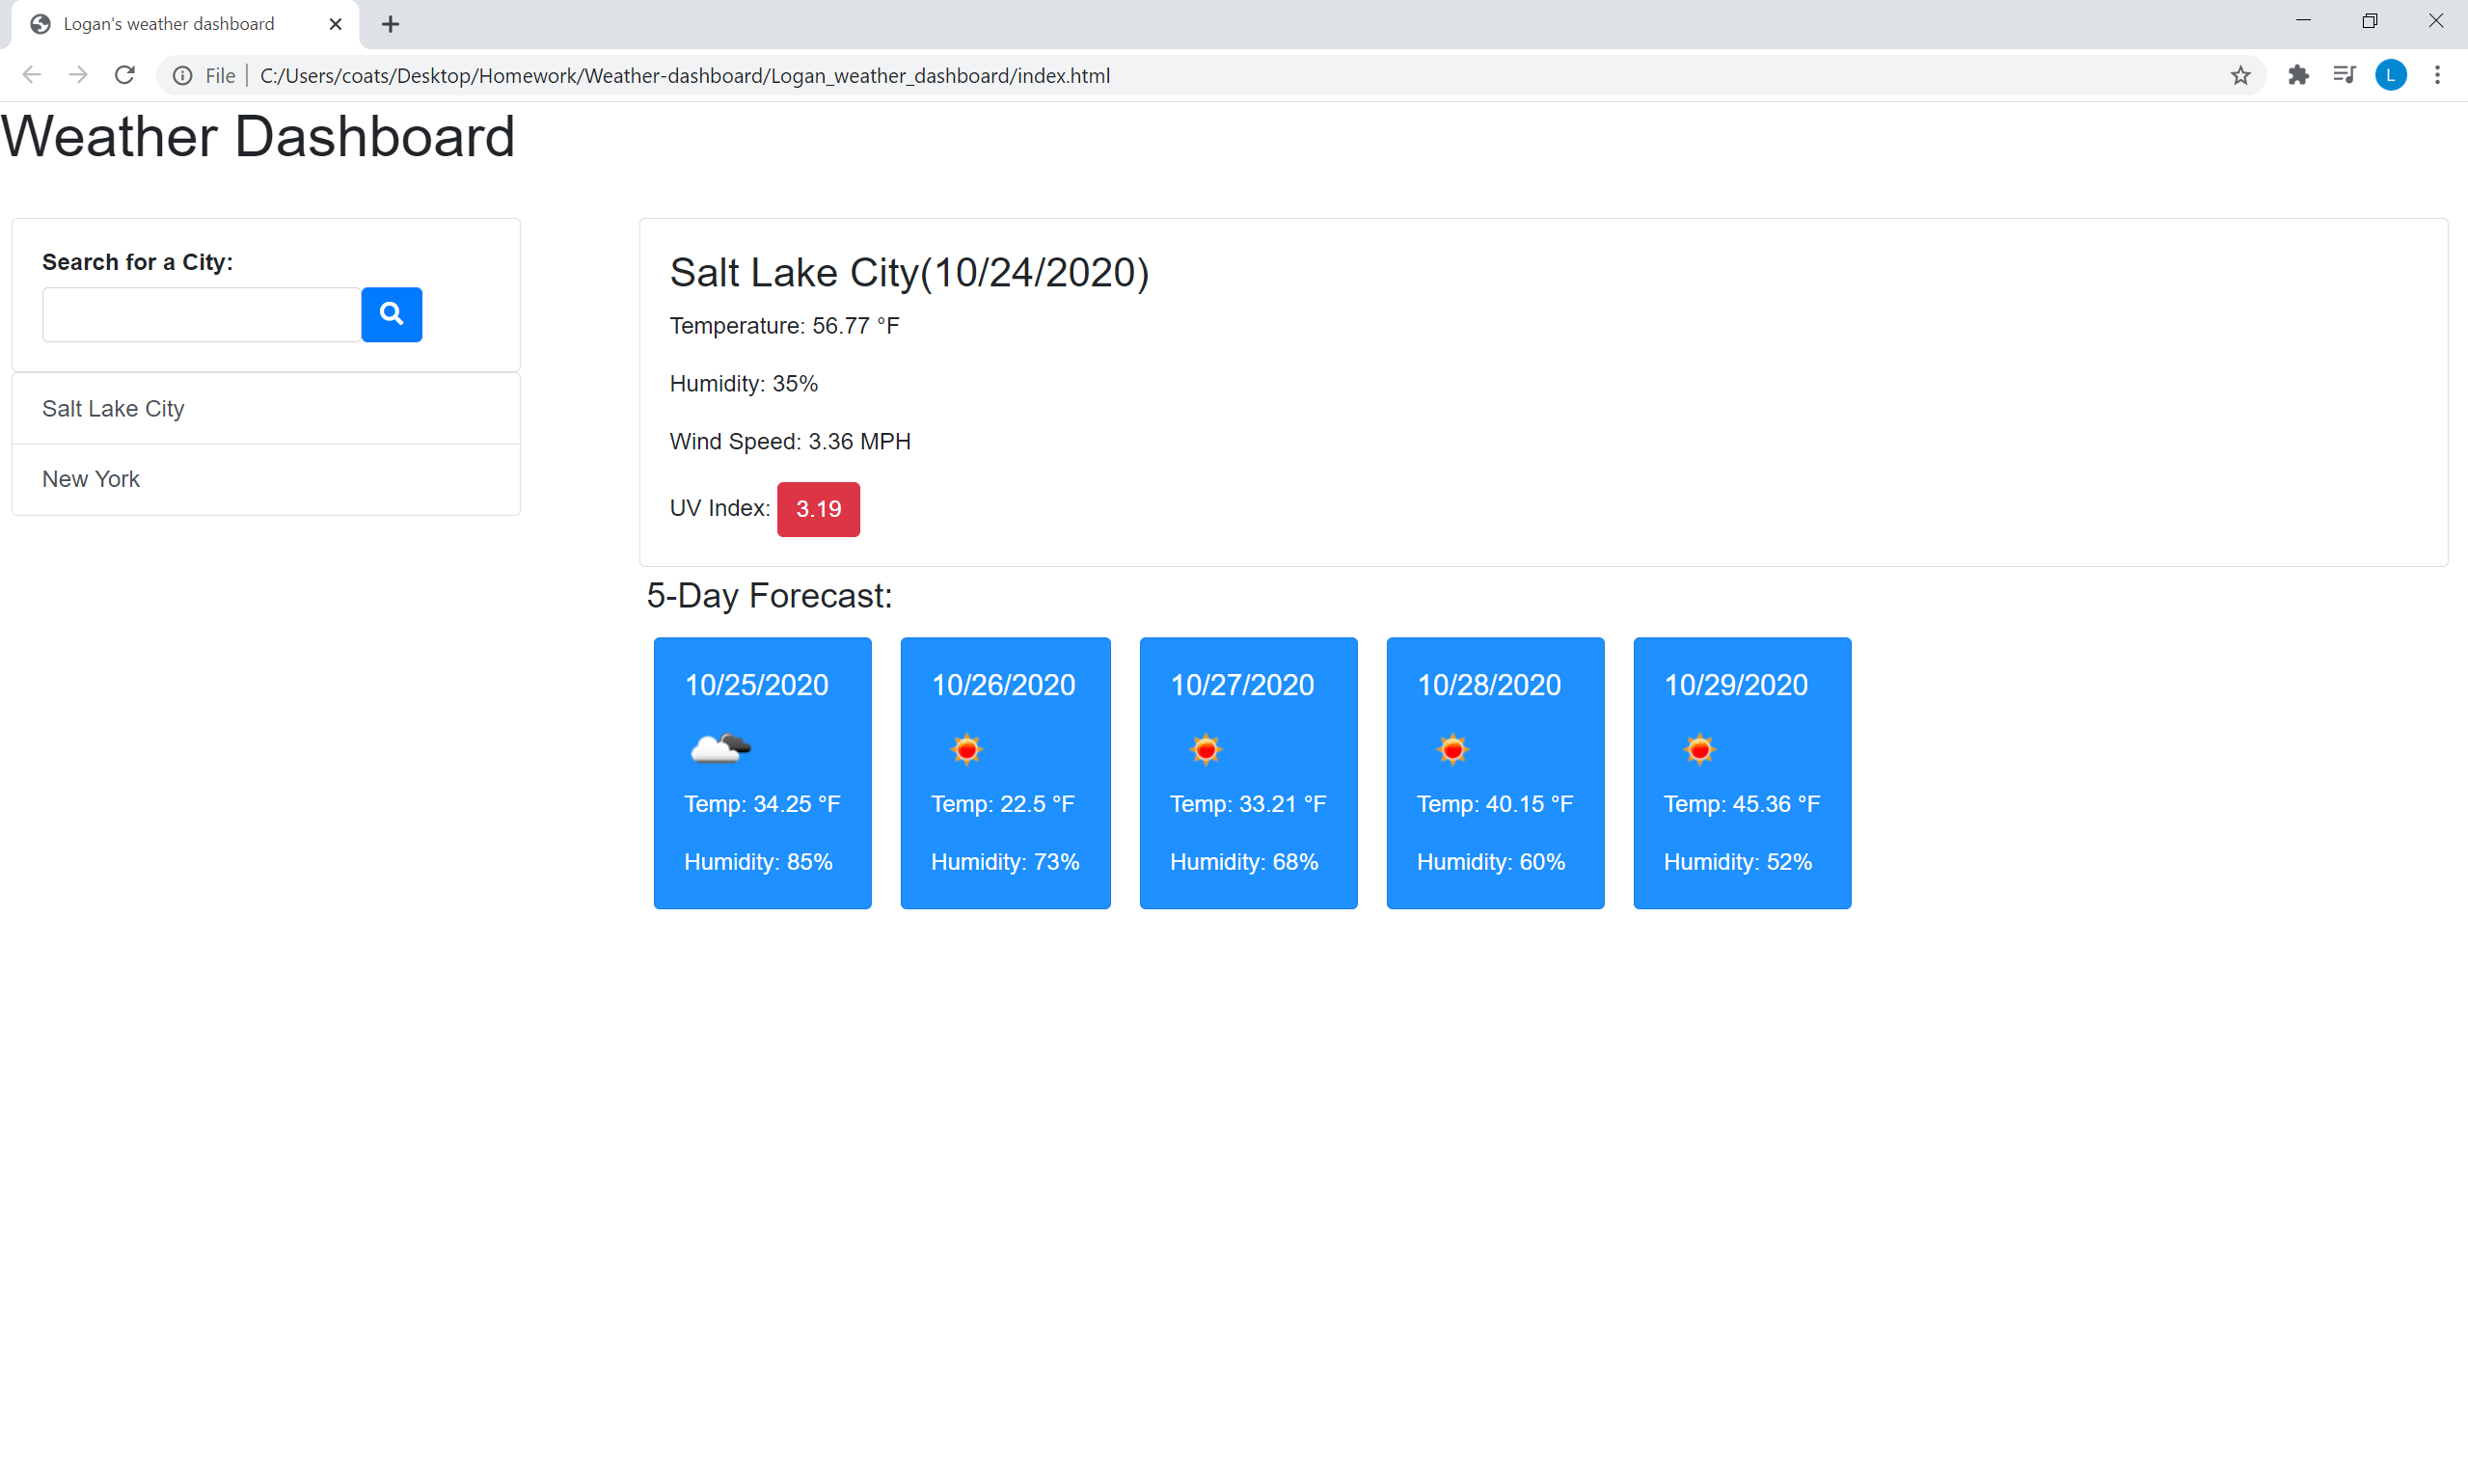 Logan's weather dashboard
File
C:/Users/coats/Desktop/Homework/Weather-dashboard/Logan_weather_dashboard/index.html
L
Weather Dashboard
Search for a City:
Salt Lake City
New York
Salt Lake City(10/24/2020)
Temperature: 56.77 °F
Humidity: 35%
Wind Speed: 3.36 MPH
UV Index: 3.19
5-Day Forecast:
10/25/2020
Temp: 34.25 °F
Humidity: 85%
10/26/2020
Temp: 22.5 °F
Humidity: 73%
10/27/2020
Temp: 33.21 °F
Humidity: 68%
10/28/2020
Temp: 40.15 °F
Humidity: 60%
10/29/2020
Temp: 45.36 °F
Humidity: 52%